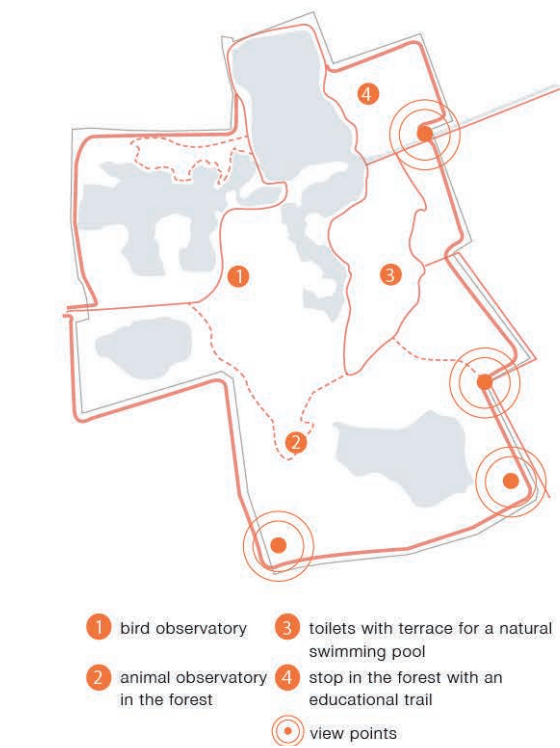 4
1
3
2
1 bird observatory
3 toilets with terrace for a natural
swimming pool
2 animal observatory
in the forest
4 stop in the forest with an
educational trail
view points